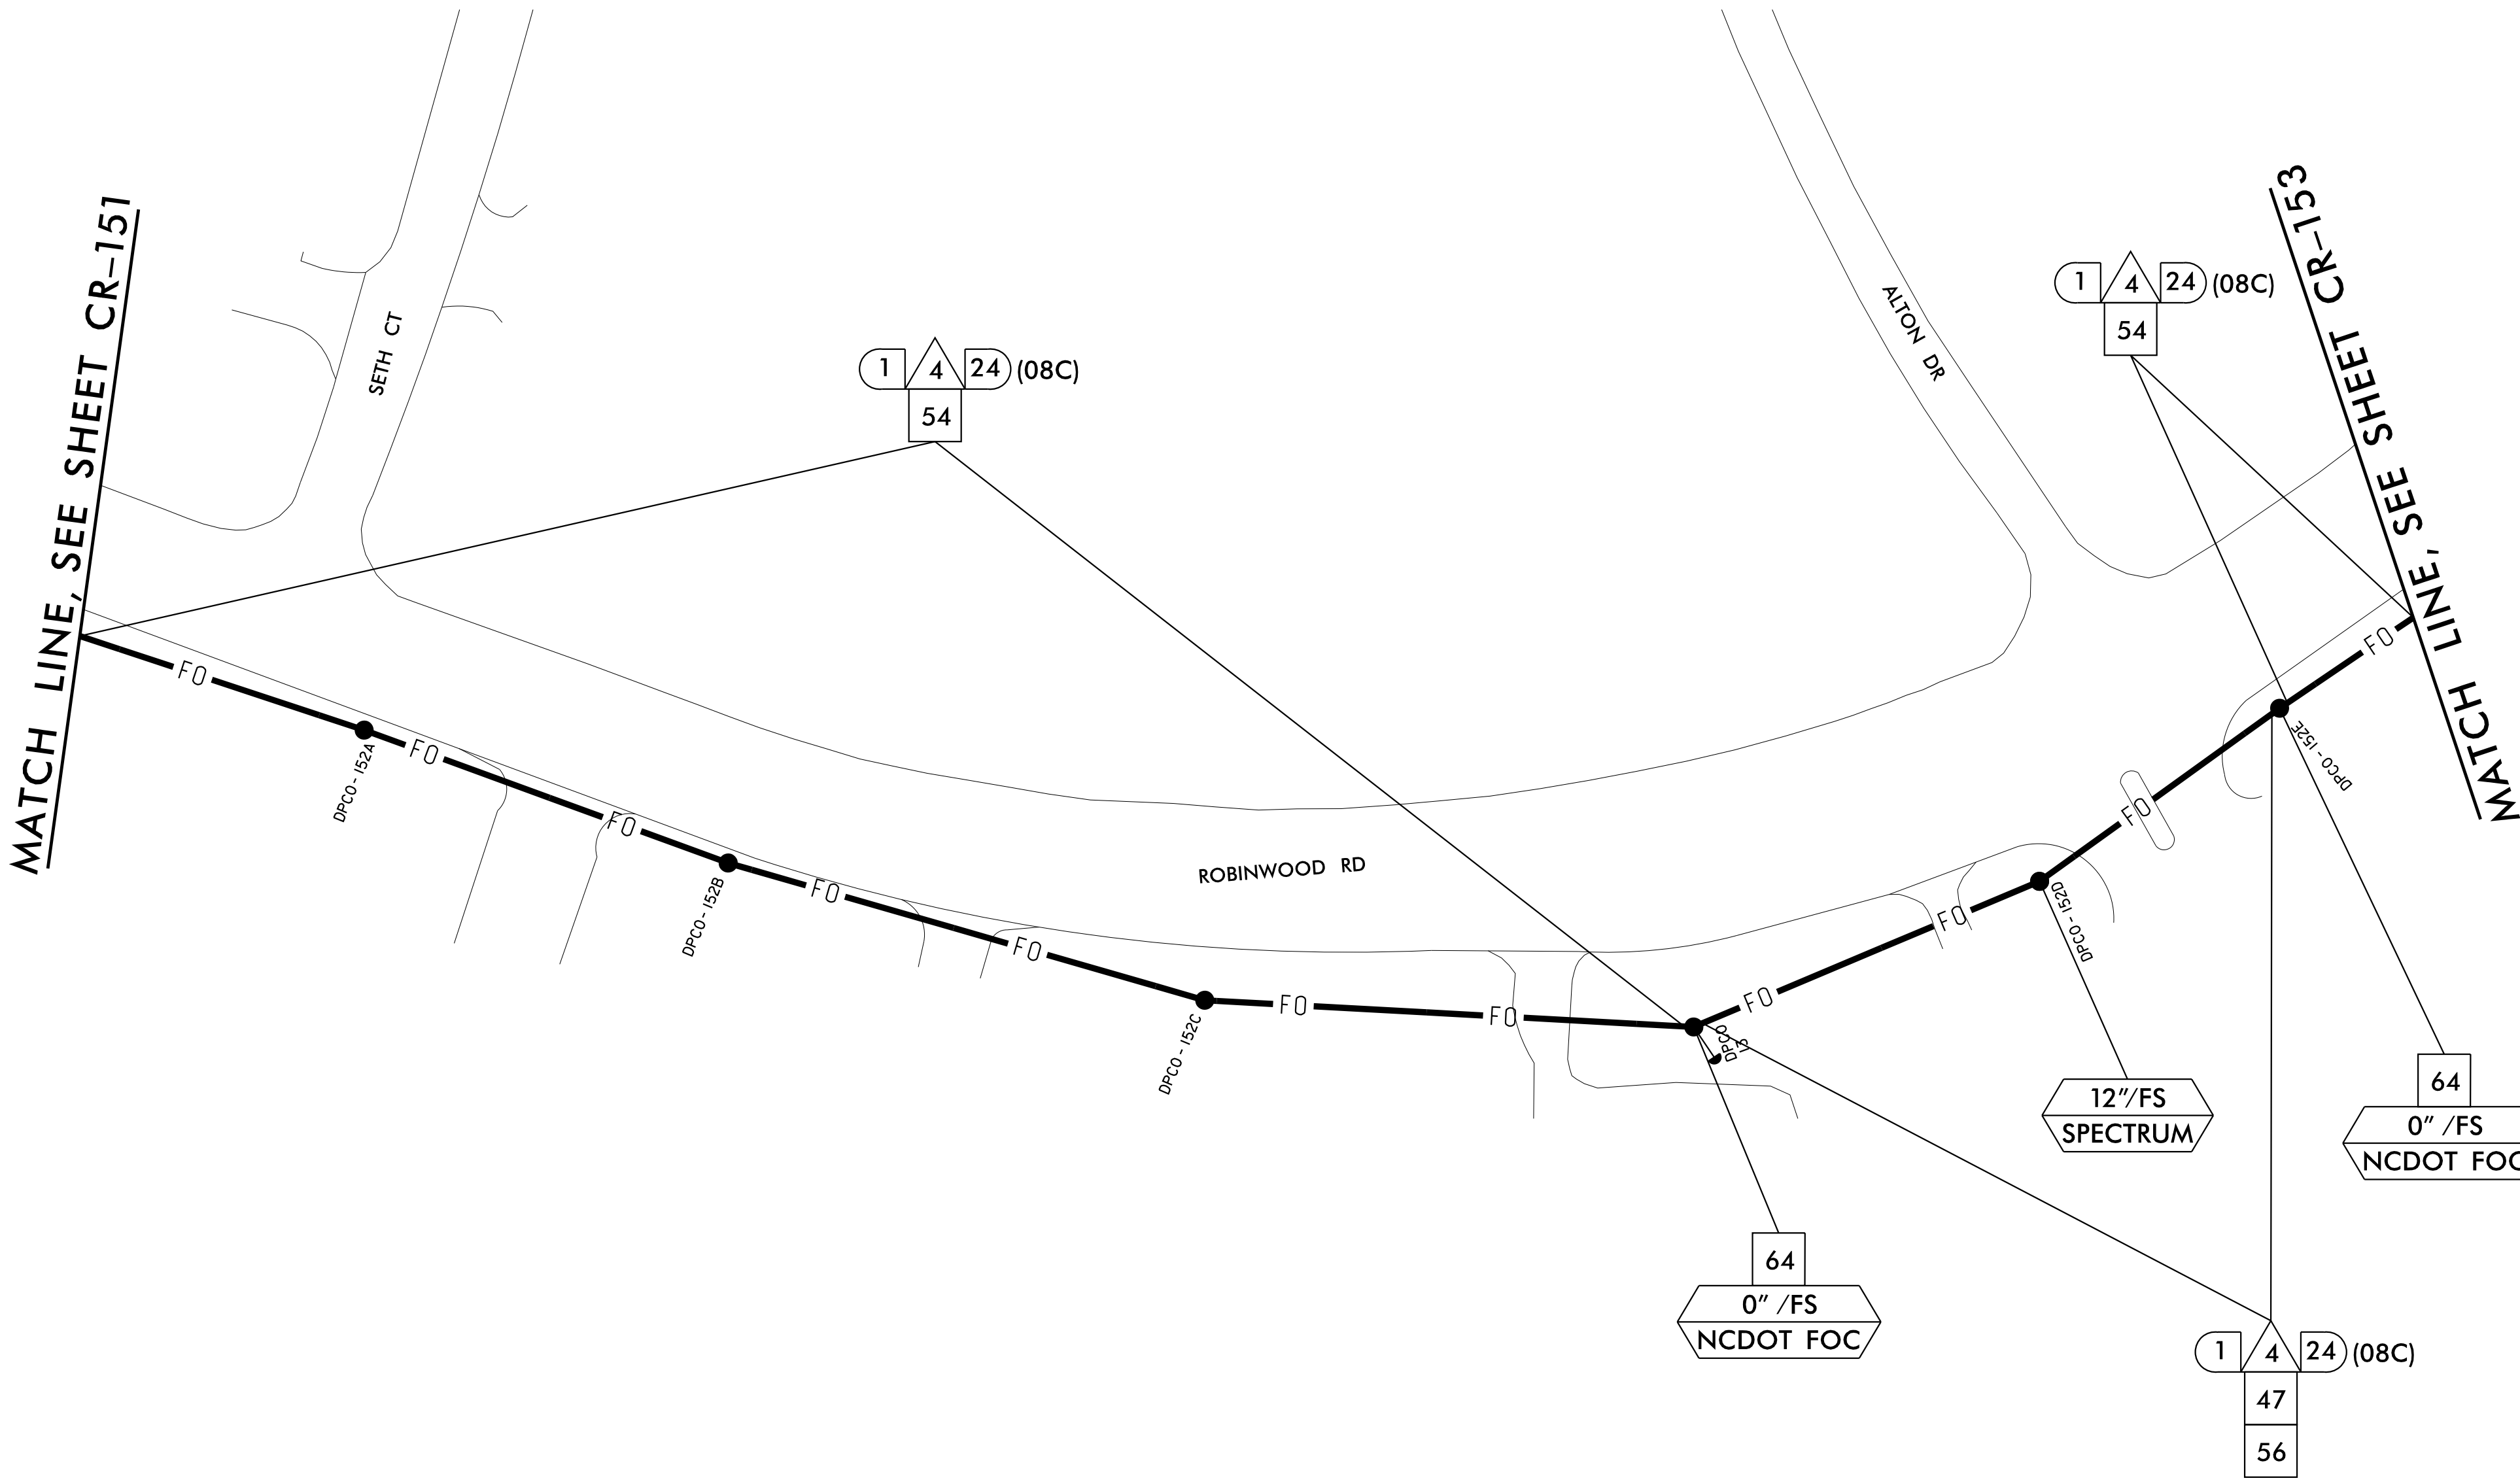 MATCH LINE, SEE SHEET CR-151
SETH CT
1 4 24 (08C)
54
ALTON DR
1 4 24 (08C)
54
MATCH LINE, SEE SHEET CR-153
FO
FO
FO
FO
FO
FO
FO
FO
FO
FO
FO
DPCO - 152A
DPCO - 152B
DPCO - 152C
ROBINWOOD RD
DPCO
DPCO - 152D
DPCO - 152E
12"/FS
SPECTRUM
64
0" /FS
NCDOT FOC
64
0" /FS
NCDOT FOC
1 4 24 (08C)
47
56